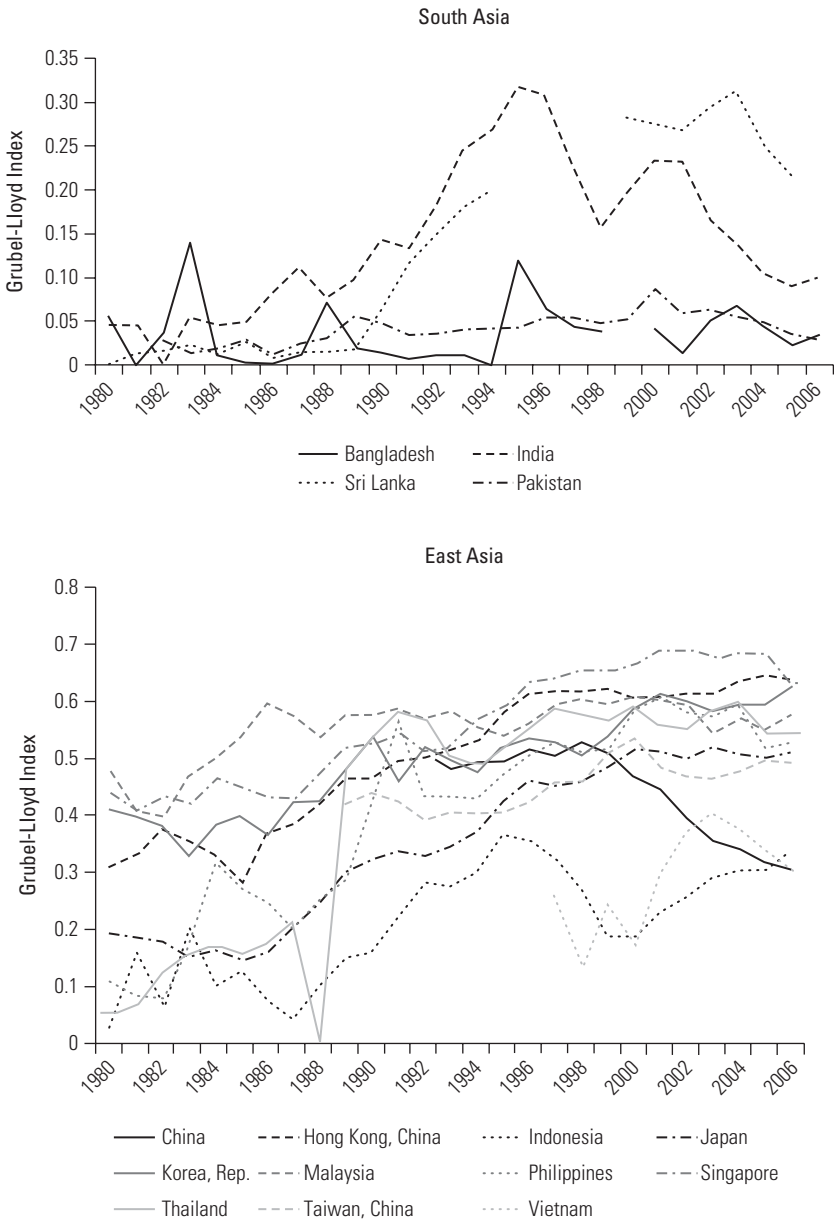 South Asia
0.35
0.30
0.25
0.20
0.15
0.10
0.05
0
Grubel-Lloyd Index
1980 1982 1984 1986 1988 1990 1992 1994 1996 1998 2000 2002 2004 2006
Bangladesh India
Sri Lanka Pakistan
East Asia
0.8
0.7
0.6
0.5
0.4
0.3
0.2
0.1
0
Grubel-Lloyd Index
1980 1982 1984 1986 1988 1990 1992 1994 1996 1998 2000 2002 2004 2006
China Hong Kong, China Indonesia Japan
Korea, Rep. Malaysia Philippines Singapore
Thailand Taiwan, China Vietnam